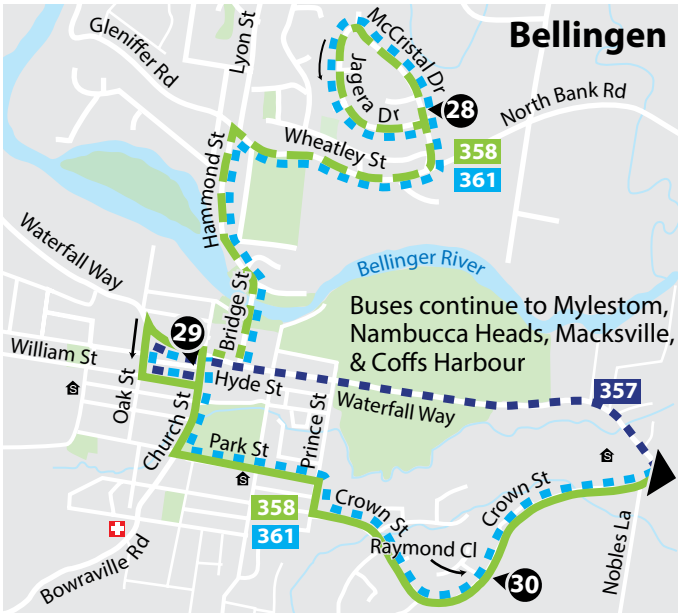 Bellingen
McCristal Dr
Gleniffer Rd
Lyon St
Jagera Dr
28
North Bank Rd
Wheatley St
358
361
Hammond St
Waterfall Way
Bellinger River
Bridge St
29
Buses continue to Mylestom,
Nambucca Heads, Macksville,
& Coffs Harbour
William St
Hyde St
357
Oak St
Waterfall Way
Church St
Prince St
Park St
S
S
S
358
361
Crown St
Crown St
Raymond Cl
30
Nobles La
Bowraville Rd